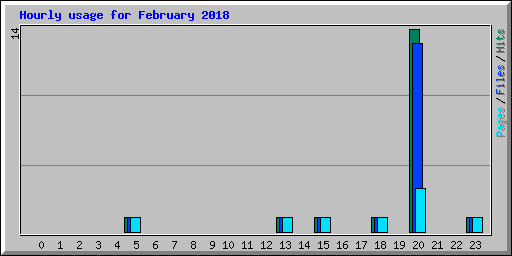 Hourly usage for February 2018
14
Pages/Files/Hits
0 1 2 3 4 5 6 7 8 9 10 11 12 13 14 15 16 17 18 19 20 21 22 23